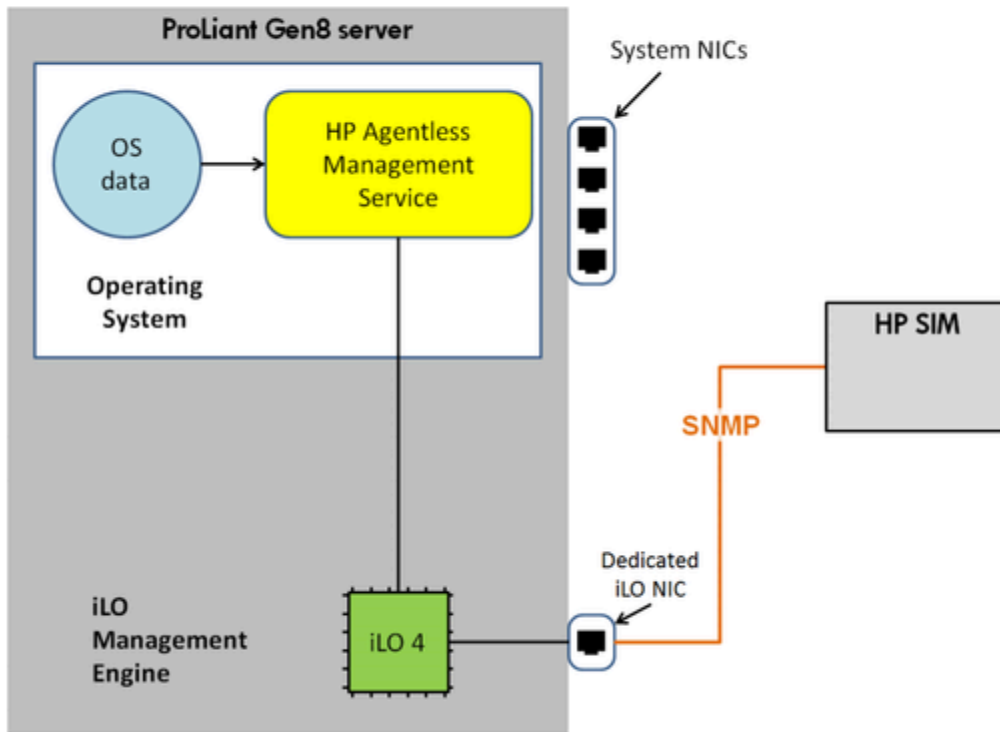 ProLiant Gen8 server
System NICs
OS
data
HP Agentless
Management
Service
Operating
System
HP SIM
SNMP
Dedicated
iLO NIC
iLO
Management
Engine
iLO 4